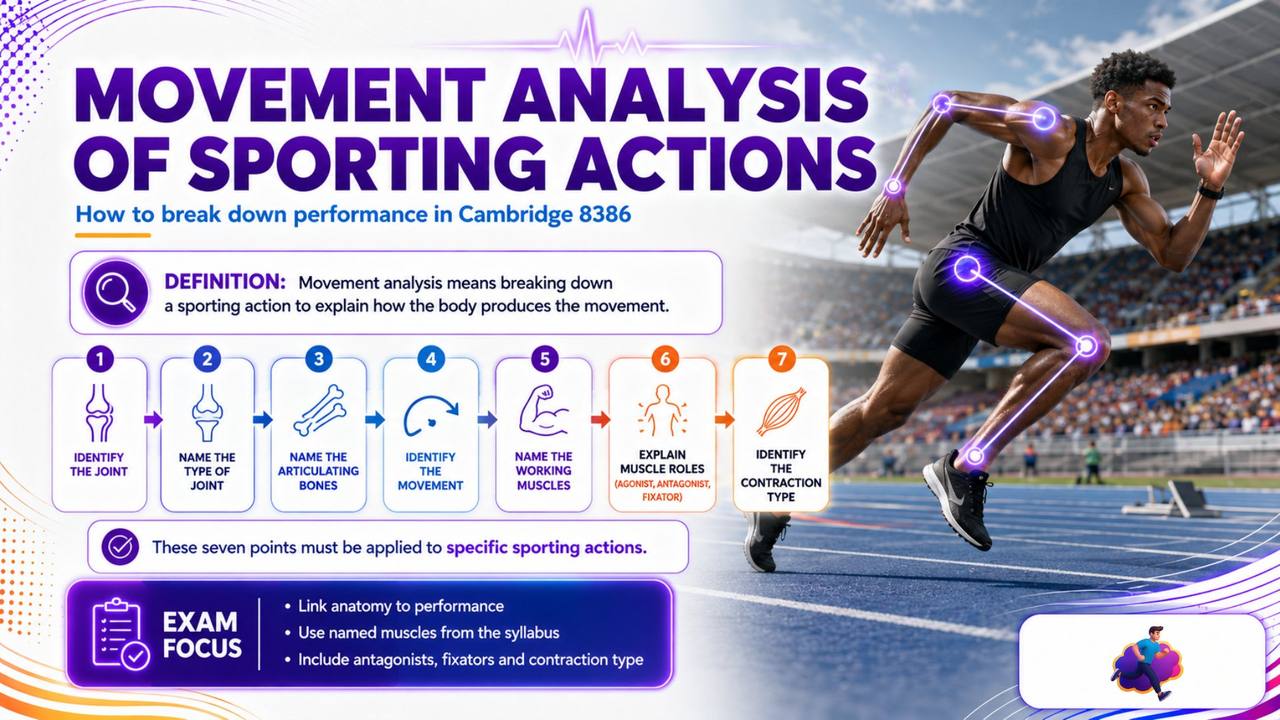 MOVEMENT ANALYSIS
OF SPORTING ACTIONS
How to break down performance in Cambridge 8386
DEFINITION: Movement analysis means breaking down
a sporting action to explain how the body produces the movement.
1
IDENTIFY
THE JOINT
2
NAME THE
TYPE OF
JOINT
3
NAME THE
ARTICULATING
BONES
4
IDENTIFY
THE
MOVEMENT
5
NAME THE
WORKING
MUSCLES
6
EXPLAIN
MUSCLE ROLES
(AGONIST, ANTAGONIST,
FIXATOR)
7
IDENTIFY
THE
CONTRACTION
TYPE
These seven points must be applied to specific sporting actions.
EXAM
FOCUS
• Link anatomy to performance
• Use named muscles from the syllabus
• Include antagonists, fixators and contraction type